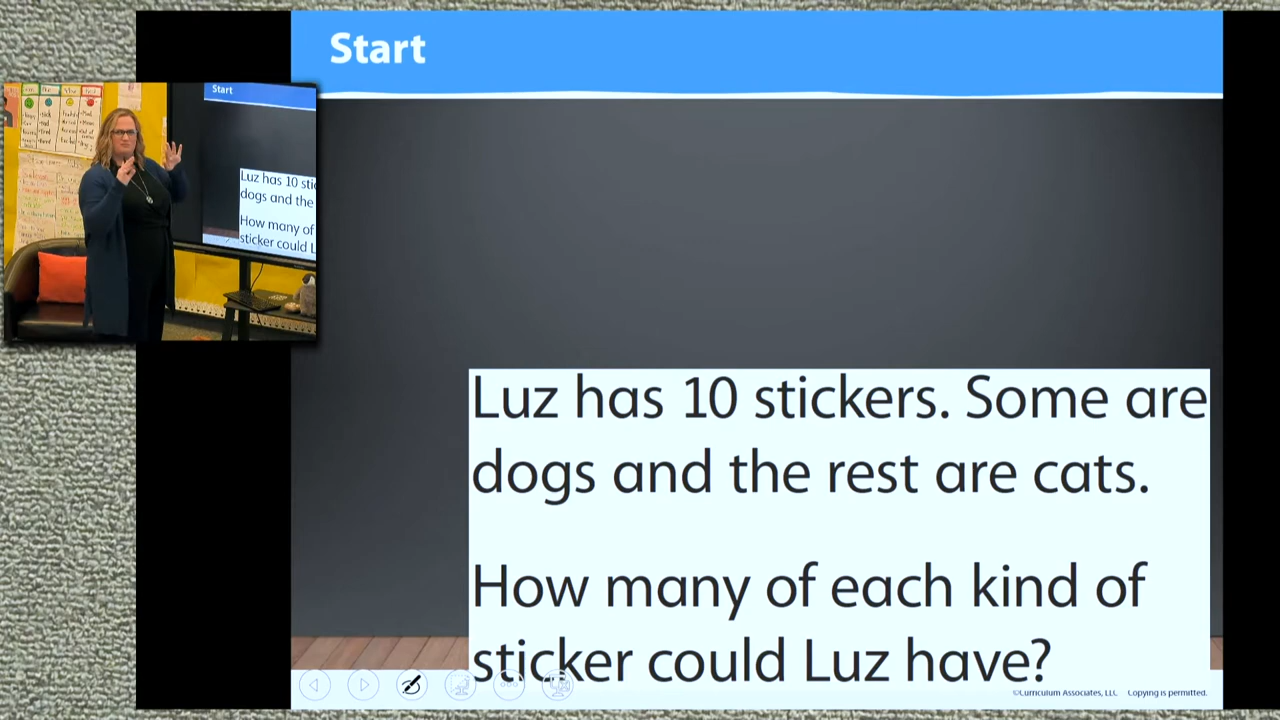 Start
Start
Luz has 10 stic
dogs and the
How many of
sticker could L
Luz has 10 stickers. Some are
dogs and the rest are cats.
How many of each kind of
sticker could Luz have?
©Curriculum Associates, LLC Copying is permitted.